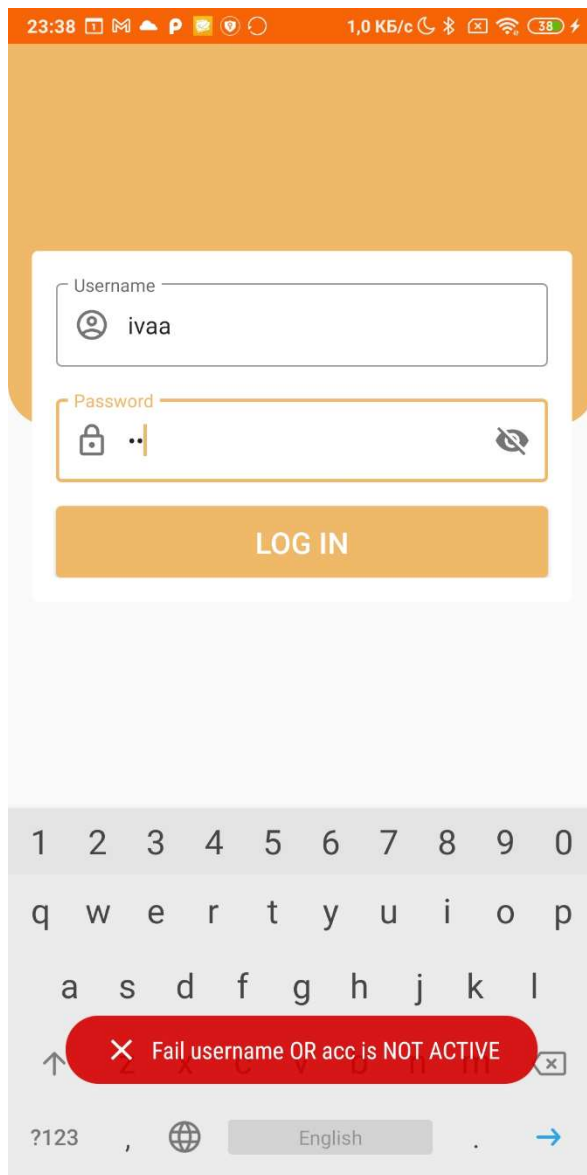 23:38 1,0 КБ/с 38
Username
ivaa
Password
LOG IN
1 2 3 4 5 6 7 8 9 0
q w e r t y u i o p
a s d f g h j k l
Fail username OR acc is NOT ACTIVE
?123 , English .